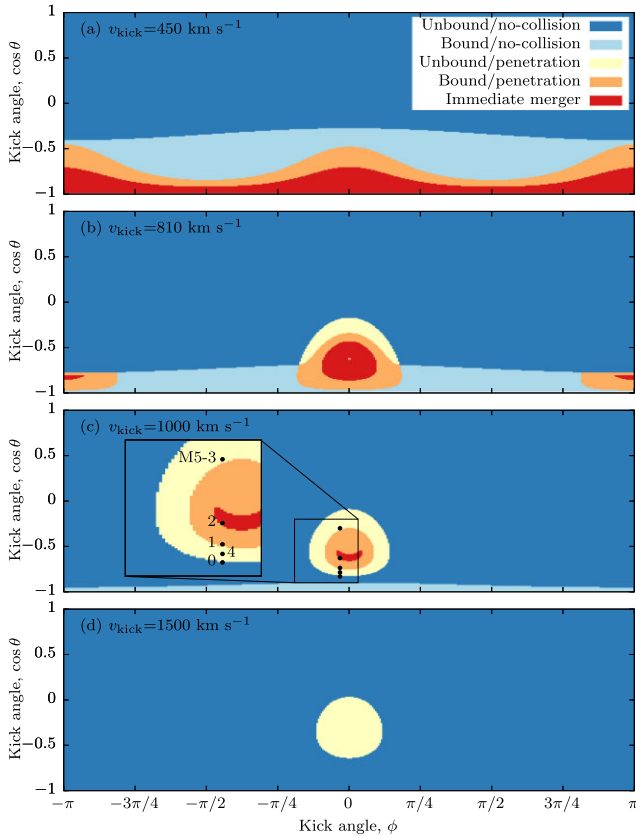 (a) v_kick=450 km s⁻¹
Unbound/no-collision
Bound/no-collision
Unbound/penetration
Bound/penetration
Immediate merger
1
0.5
0
−0.5
−1
Kick angle, cos θ
(b) v_kick=810 km s⁻¹
1
0.5
0
−0.5
−1
Kick angle, cos θ
(c) v_kick=1000 km s⁻¹
M5-3
2
1
4
0
1
0.5
0
−0.5
−1
Kick angle, cos θ
(d) v_kick=1500 km s⁻¹
1
0.5
0
−0.5
−1
Kick angle, cos θ
−π −3π/4 −π/2 −π/4 0 π/4 π/2 3π/4 π
Kick angle, ϕ